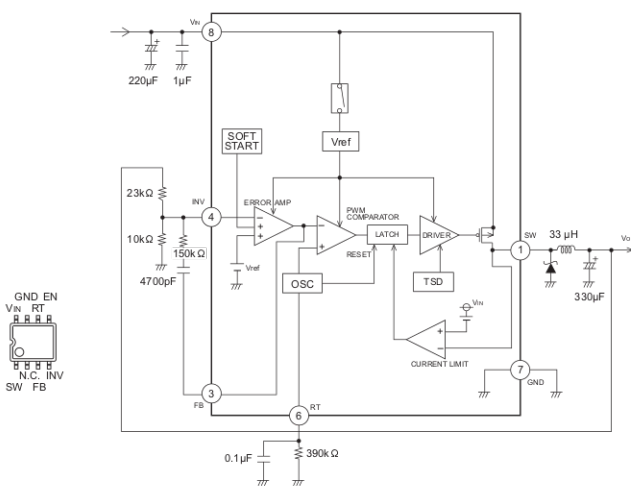 VIN
8
220µF
1µF
SOFT
START
Vref
23kΩ
INV
4
ERROR AMP
PWM
COMPARATOR
LATCH
DRIVER
SW
1
33 µH
VO
10kΩ
150kΩ
4700pF
Vref
RESET
OSC
TSD
330µF
VIN
CURRENT LIMIT
GND EN
VIN RT
N.C. INV
SW FB
3
FB
7
GND
6
RT
0.1µF
390kΩ